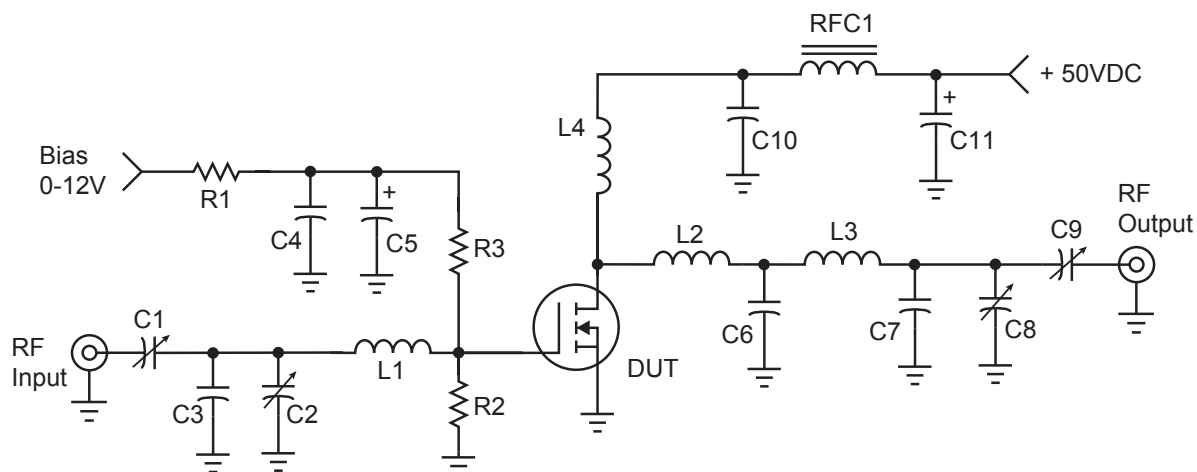 RFC1
+ 50VDC
L4
C10
+
C11
Bias
0-12V
R1
C4
+
C5
R3
L2
L3
C9
RF
Output
C6
C7
C8
DUT
RF
Input
C1
L1
C3
C2
R2